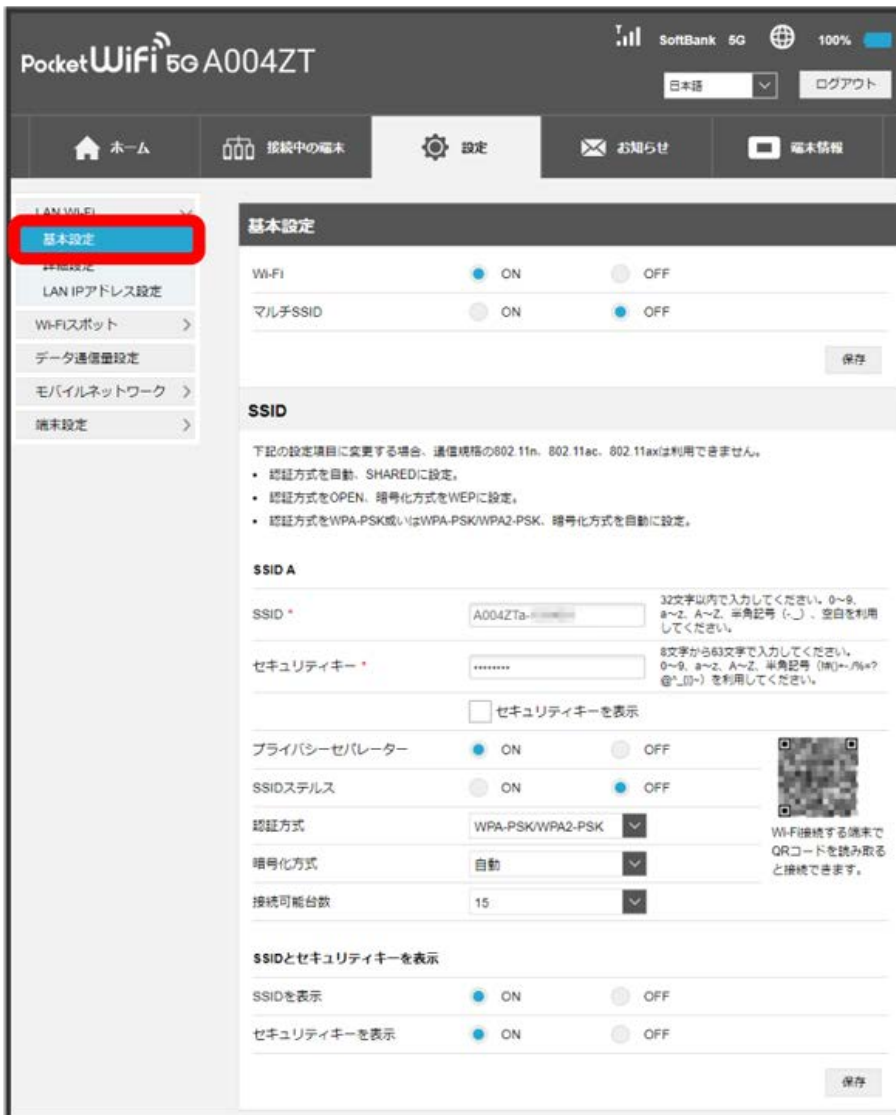 PocketWiFi 5G A004ZT
SoftBank 5G 100%
日本語 ログアウト
ホーム 接続中の端末 設定 お知らせ 端末情報
LAN Wi-Fi
基本設定
詳細設定
LAN IPアドレス設定
Wi-Fiスポット
データ通信量設定
モバイルネットワーク
端末設定
基本設定
Wi-Fi ON OFF
マルチSSID ON OFF
保存
SSID
下記の設定項目に変更する場合、通信規格の802.11n、802.11ac、802.11axは利用できません。
• 認証方式を自動、SHAREDに設定。
• 認証方式をOPEN、暗号化方式をWEPに設定。
• 認証方式をWPA-PSK或いはWPA-PSK/WPA2-PSK、暗号化方式を自動に設定。
SSID A
SSID * A004ZTa-
32文字以内で入力してください。0～9、
a～z、A～Z、半角記号（-._）、空白を利用
してください。
セキュリティキー * ••••••••
8文字から63文字で入力してください。
0～9、a～z、A～Z、半角記号
を利用してください。
セキュリティキーを表示
プライバシーセパレーター ON OFF
SSIDステルス ON OFF
認証方式 WPA-PSK/WPA2-PSK
暗号化方式 自動
接続可能台数 15
Wi-Fi接続する端末で
QRコードを読み取る
と接続できます。
SSIDとセキュリティキーを表示
SSIDを表示 ON OFF
セキュリティキーを表示 ON OFF
保存